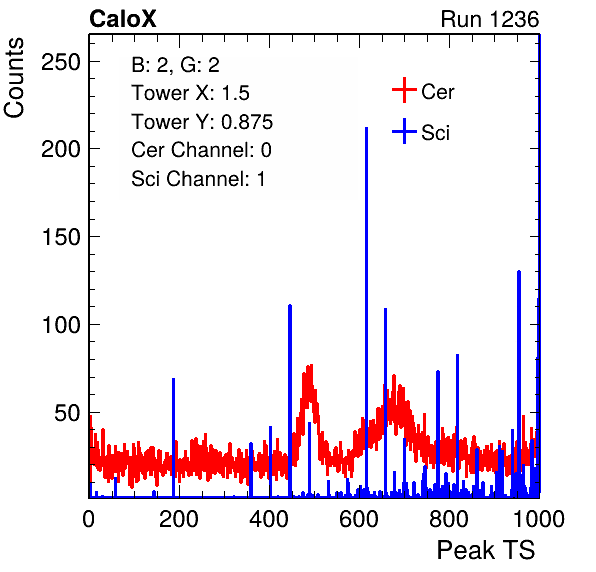 CaloX Run 1236
Counts
B: 2, G: 2
Tower X: 1.5
Tower Y: 0.875
Cer Channel: 0
Sci Channel: 1
Cer
Sci
250
200
150
100
50
0 200 400 600 800 1000
Peak TS